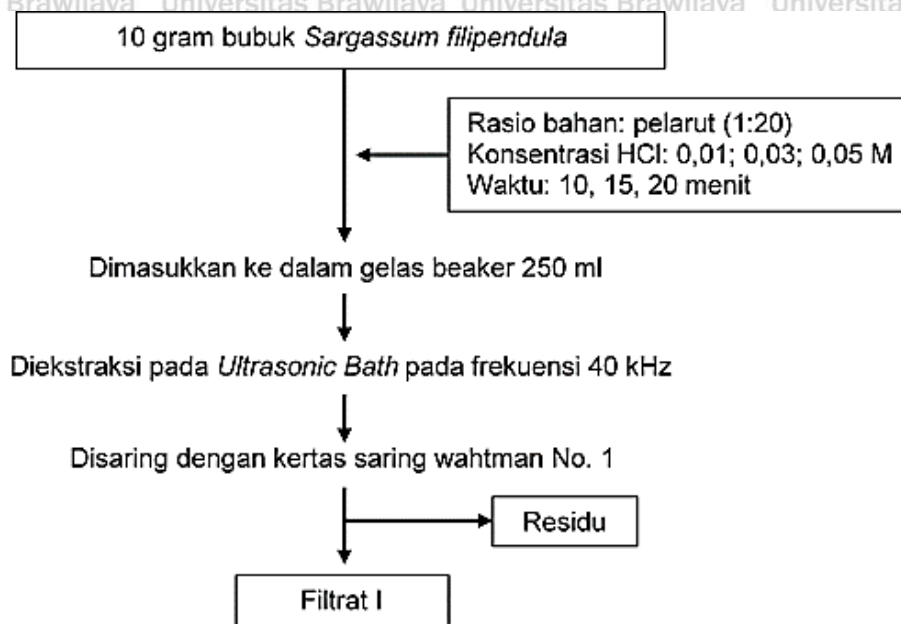 Brawijaya Universitas Brawijaya Universitas Brawijaya Universita
10 gram bubuk Sargassum filipendula
Rasio bahan: pelarut (1:20)
Konsentrasi HCl: 0,01; 0,03; 0,05 M
Waktu: 10, 15, 20 menit
Dimasukkan ke dalam gelas beaker 250 ml
Diekstraksi pada Ultrasonic Bath pada frekuensi 40 kHz
Disaring dengan kertas saring wahtman No. 1
Residu
Filtrat I